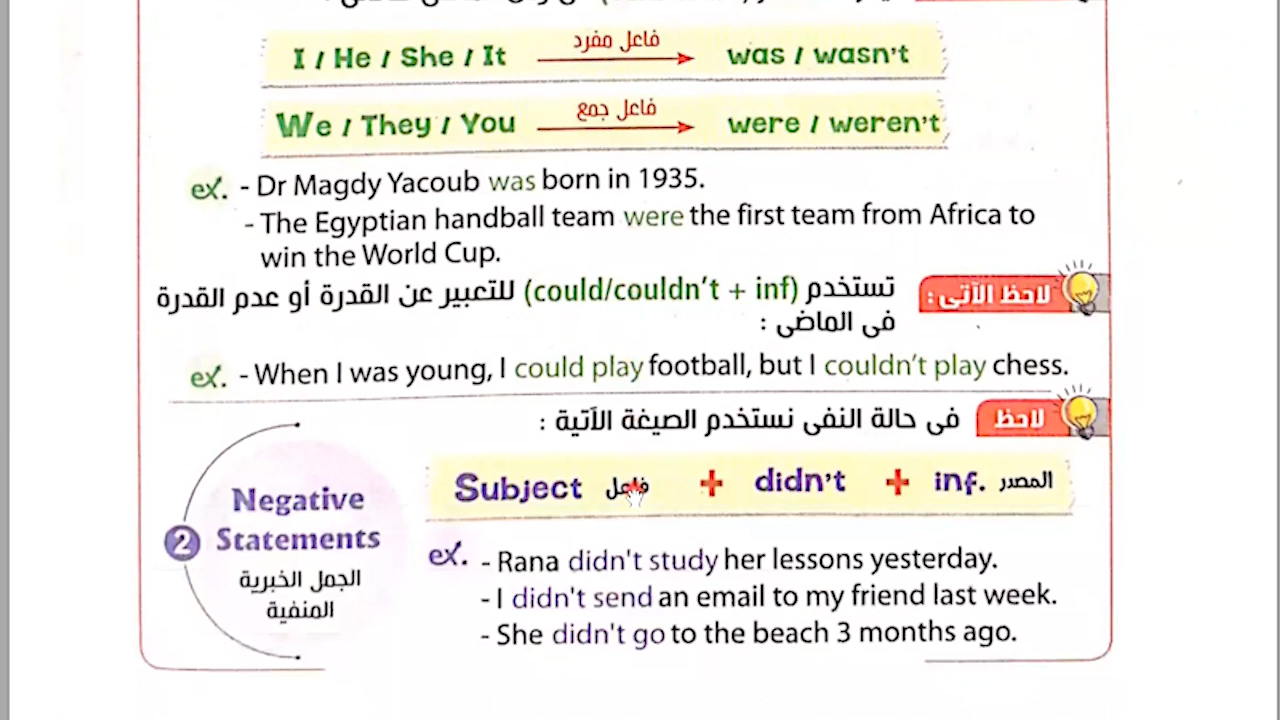 I / He / She / It فاعل مفرد was / wasn't
We / They / You فاعل جمع were / weren't
ex. - Dr Magdy Yacoub was born in 1935.
- The Egyptian handball team were the first team from Africa to
win the World Cup.
لاحظ الآتى :
تستخدم (could/couldn't + inf) للتعبير عن القدرة أو عدم القدرة
فى الماضى :
ex. - When I was young, I could play football, but I couldn't play chess.
لاحظ
فى حالة النفى نستخدم الصيغة الآتية :
2
Negative
Statements
الجمل الخبرية
المنفية
Subject فاعل + didn't + inf. المصدر
ex. - Rana didn't study her lessons yesterday.
- I didn't send an email to my friend last week.
- She didn't go to the beach 3 months ago.